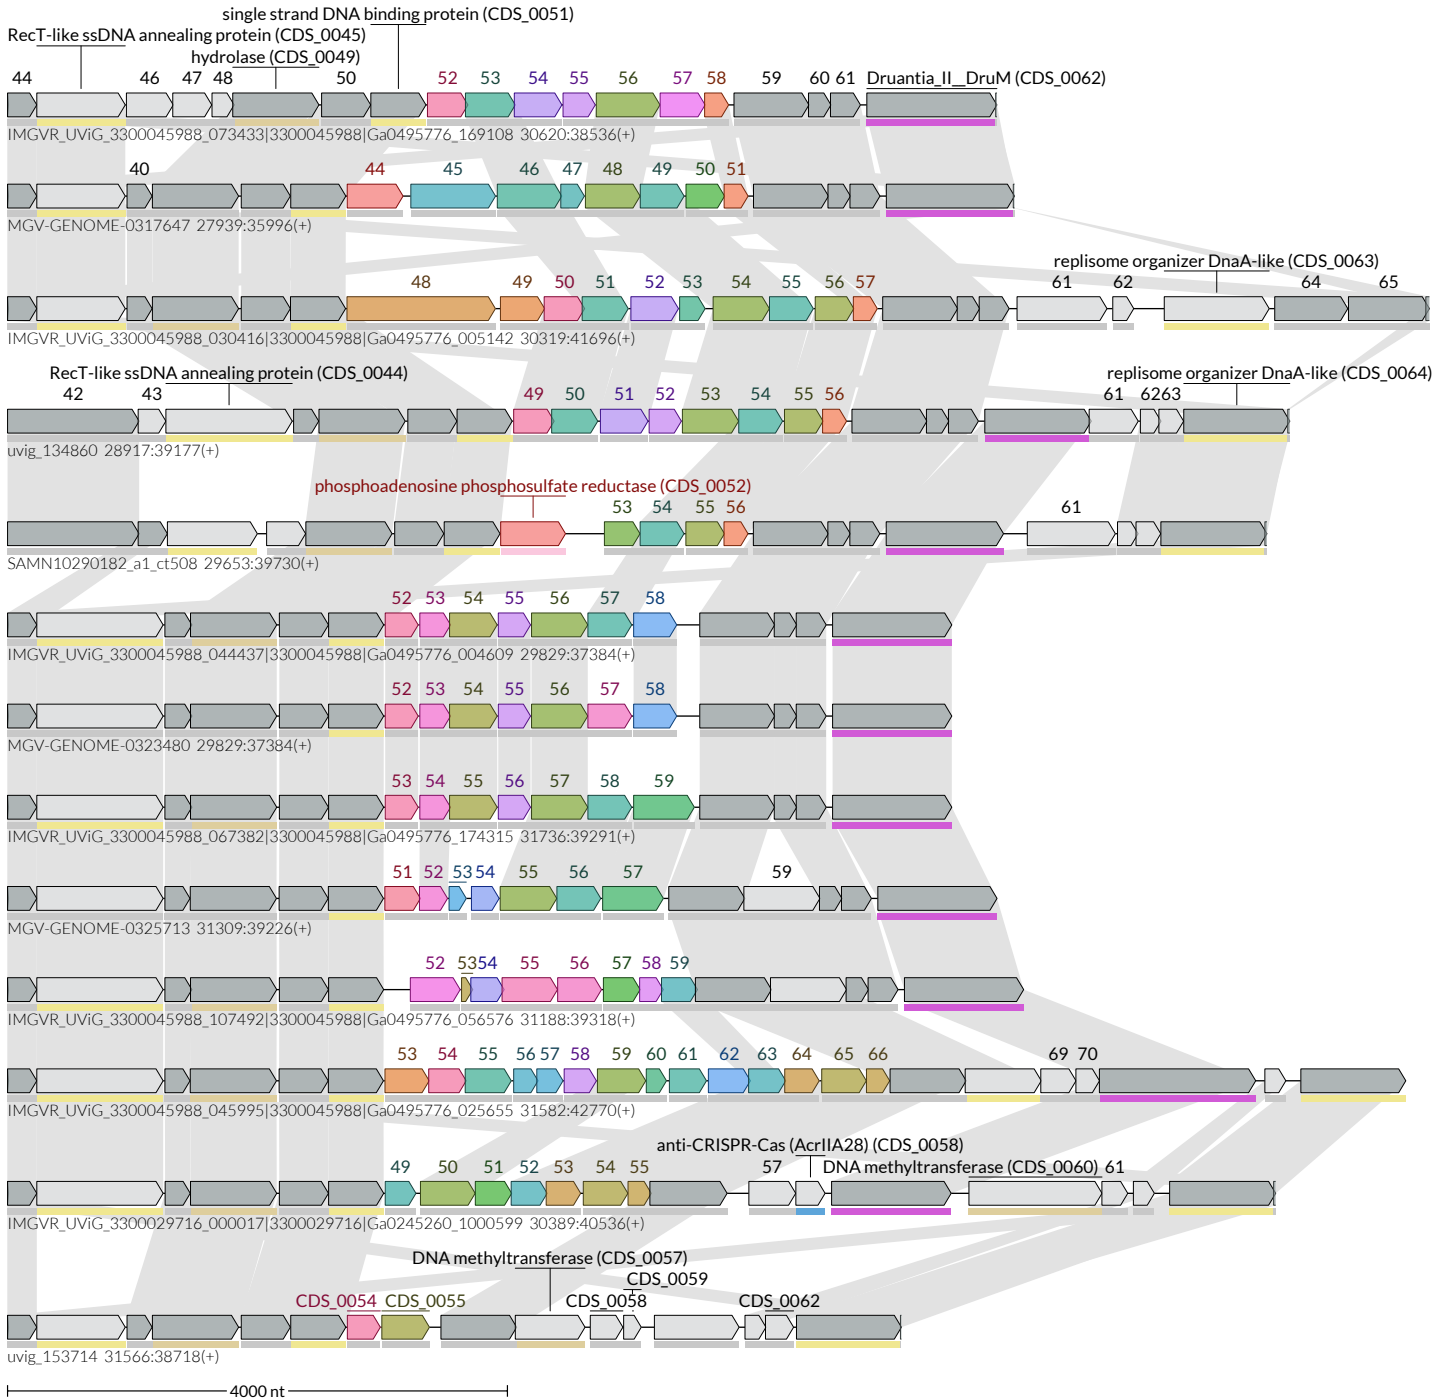 single strand DNA binding protein (CDS_0051)
RecT-like ssDNA annealing protein (CDS_0045)
hydrolase (CDS_0049)
44 46 47 48 50 52 53 54 55 56 57 58 59 60 61 Druantia_II__DruM (CDS_0062)
IMGVR_UViG_3300045988_073433|3300045988|Ga0495776_169108 30620:38536(+)
40 44 45 46 47 48 49 50 51
MGV-GENOME-0317647 27939:35996(+)
replisome organizer DnaA-like (CDS_0063)
48 49 50 51 52 53 54 55 56 57 61 62 64 65
IMGVR_UViG_3300045988_030416|3300045988|Ga0495776_005142 30319:41696(+)
RecT-like ssDNA annealing protein (CDS_0044) replisome organizer DnaA-like (CDS_0064)
42 43 49 50 51 52 53 54 55 56 61 62 63
uvig_134860 28917:39177(+)
phosphoadenosine phosphosulfate reductase (CDS_0052)
53 54 55 56 61
SAMN10290182_a1_ct508 29653:39730(+)
52 53 54 55 56 57 58
IMGVR_UViG_3300045988_044437|3300045988|Ga0495776_004609 29829:37384(+)
52 53 54 55 56 57 58
MGV-GENOME-0323480 29829:37384(+)
53 54 55 56 57 58 59
IMGVR_UViG_3300045988_067382|3300045988|Ga0495776_174315 31736:39291(+)
51 52 53 54 55 56 57 59
MGV-GENOME-0325713 31309:39226(+)
52 53 54 55 56 57 58 59
IMGVR_UViG_3300045988_107492|3300045988|Ga0495776_056576 31188:39318(+)
53 54 55 56 57 58 59 60 61 62 63 64 65 66 69 70
IMGVR_UViG_3300045988_045995|3300045988|Ga0495776_025655 31582:42770(+)
anti-CRISPR-Cas (AcrIIA28) (CDS_0058)
49 50 51 52 53 54 55 57 DNA methyltransferase (CDS_0060) 61
IMGVR_UViG_3300029716_000017|3300029716|Ga0245260_1000599 30389:40536(+)
DNA methyltransferase (CDS_0057)
CDS_0059
CDS_0054 CDS_0055 CDS_0058 CDS_0062
uvig_153714 31566:38718(+)
4000 nt